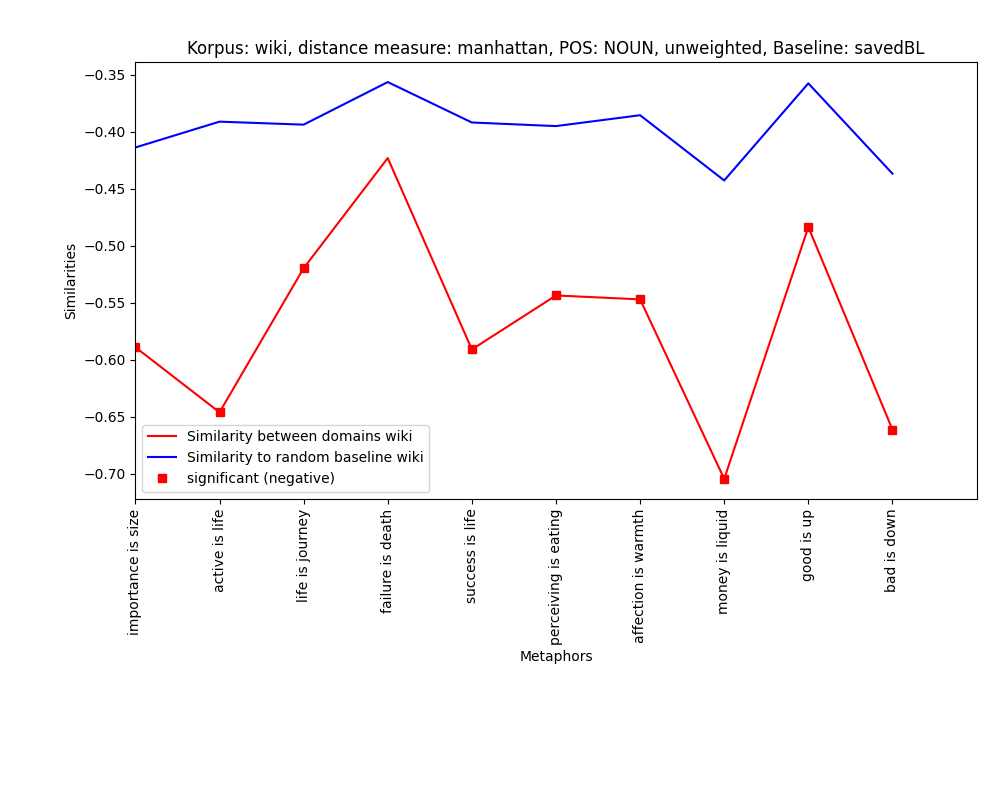 Korpus: wiki, distance measure: manhattan, POS: NOUN, unweighted, Baseline: savedBL
−0.35
−0.40
−0.45
−0.50
−0.55
−0.60
−0.65
−0.70
Similarities
Similarity between domains wiki
Similarity to random baseline wiki
significant (negative)
importance is size
active is life
life is journey
failure is death
success is life
perceiving is eating
affection is warmth
money is liquid
good is up
bad is down
Metaphors